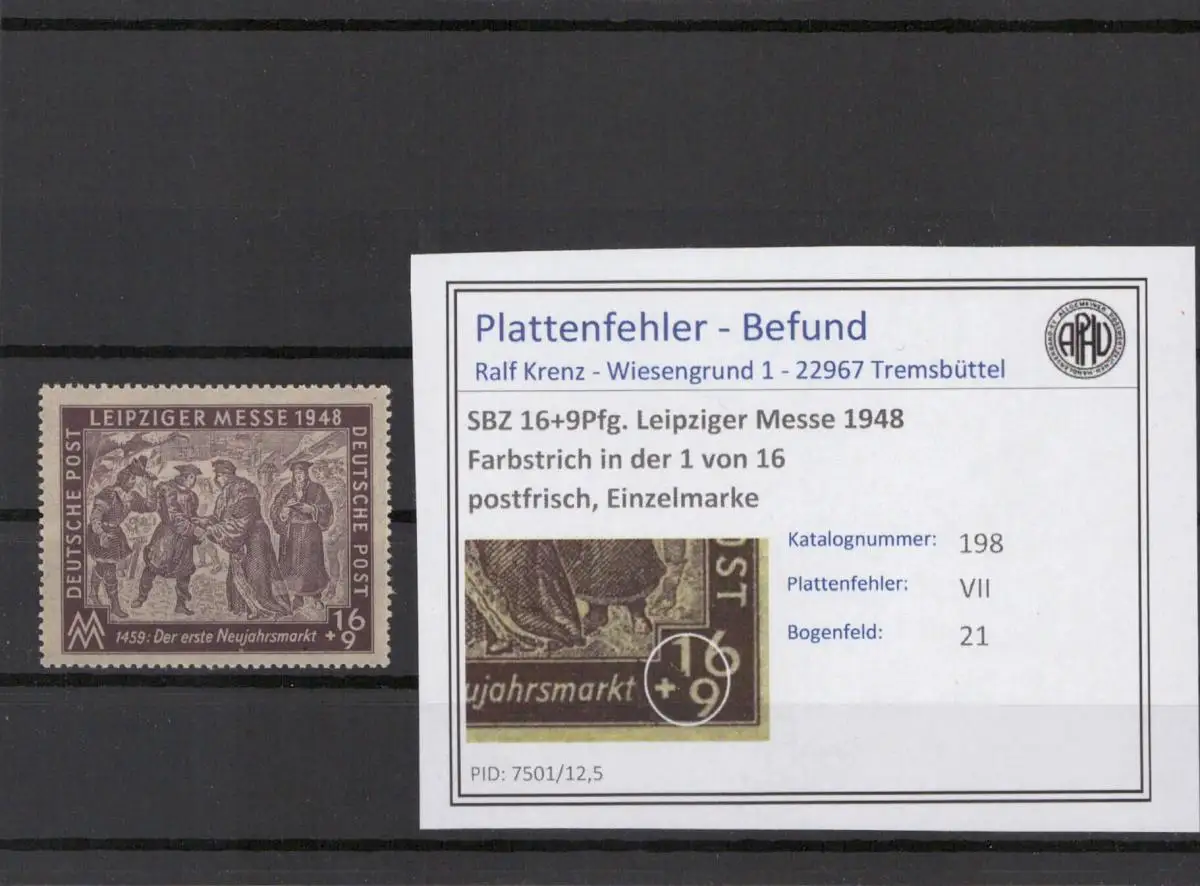 LEIPZIGER MESSE 1948
DEUTSCHE POST
DEUTSCHE POST
1459: Der erste Neujahrsmarkt
16
+9
Plattenfehler - Befund
Ralf Krenz - Wiesengrund 1 - 22967 Tremsbüttel
APHV
SBZ 16+9Pfg. Leipziger Messe 1948
Farbstrich in der 1 von 16
postfrisch, Einzelmarke
OST
16
ujahrsmarkt + 9
Katalognummer: 198
Plattenfehler: VII
Bogenfeld: 21
PID: 7501/12,5